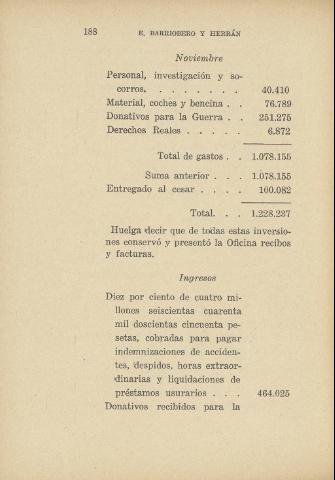 188 E. BARRIOBERO Y HERRÁN
Noviembre
Personal, investigación y so-
corros. . . . . . . . 40.410
Material, coches y bencina . . 76.789
Donativos para la Guerra . . 251.275
Derechos Reales . . . . . 6.872
Total de gastos . . 1.078.155
Suma anterior . . . 1.078.155
Entregado al cesar . . . . 100.082
Total. . . 1.228.237
Huelga decir que de todas estas inversio-
nes conservó y presentó la Oficina recibos
y facturas.
Ingresos
Diez por ciento de cuatro mi-
llones seiscientas cuarenta
mil doscientas cincuenta pe-
setas, cobradas para pagar
indemnizaciones de acciden-
tes, despidos, horas extraor-
dinarias y liquidaciones de
préstamos usurarios . . . 464.025
Donativos recibidos para la